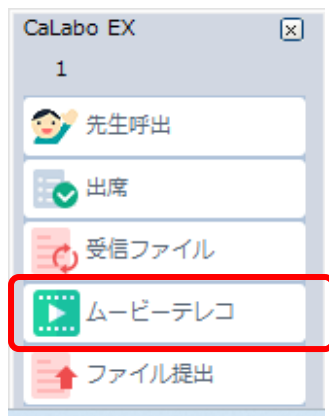 CaLabo EX
1
先生呼出
出席
受信ファイル
ムービーテレコ
ファイル提出